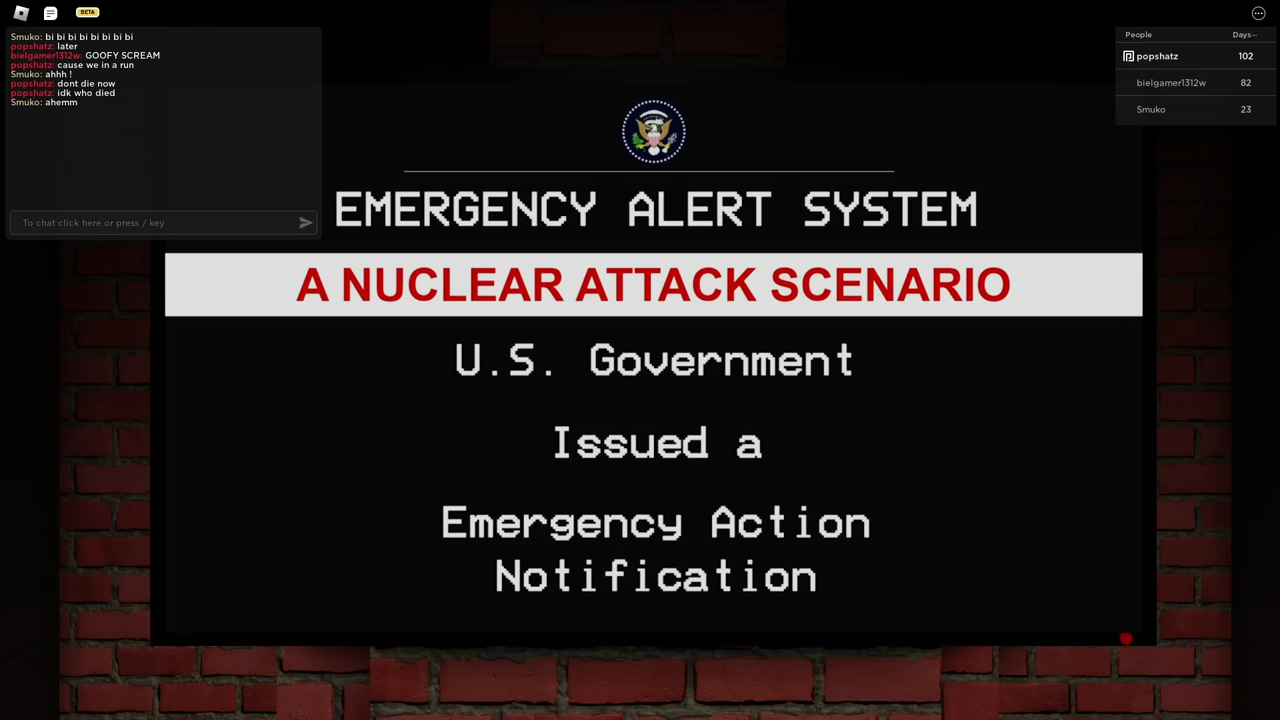 BETA
Smuko: bi bi bi bi bi bi bi bi bi
popshatz: later
bielgamer1312w: GOOFY SCREAM
popshatz: cause we in a run
Smuko: ahhh !
popshatz: dont die now
popshatz: idk who died
Smuko: ahemm
To chat click here or press / key
People Days...
popshatz 102
bielgamer1312w 82
Smuko 23
EMERGENCY ALERT SYSTEM
A NUCLEAR ATTACK SCENARIO
U.S. Government
Issued a
Emergency Action
Notification